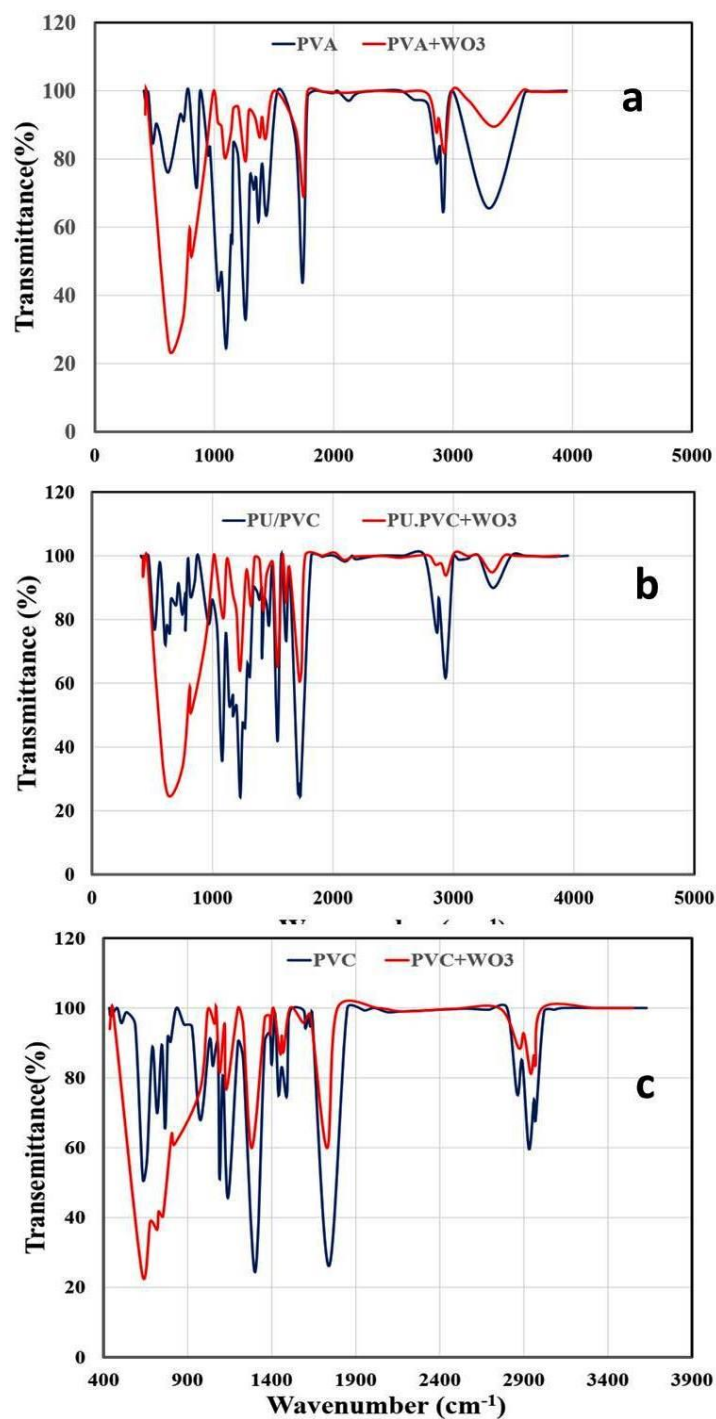 120
PVA PVA+WO3
100
a
80
60
40
20
0
Transmittance(%)
0 1000 2000 3000 4000 5000
120
PU/PVC PU.PVC+WO3
100
b
80
60
40
20
0
Transmittance (%)
0 1000 2000 3000 4000 5000
120
PVC PVC+WO3
100
80
c
60
40
20
0
Transemittance(%)
400 900 1400 1900 2400 2900 3400 3900
Wavenumber (cm⁻¹)